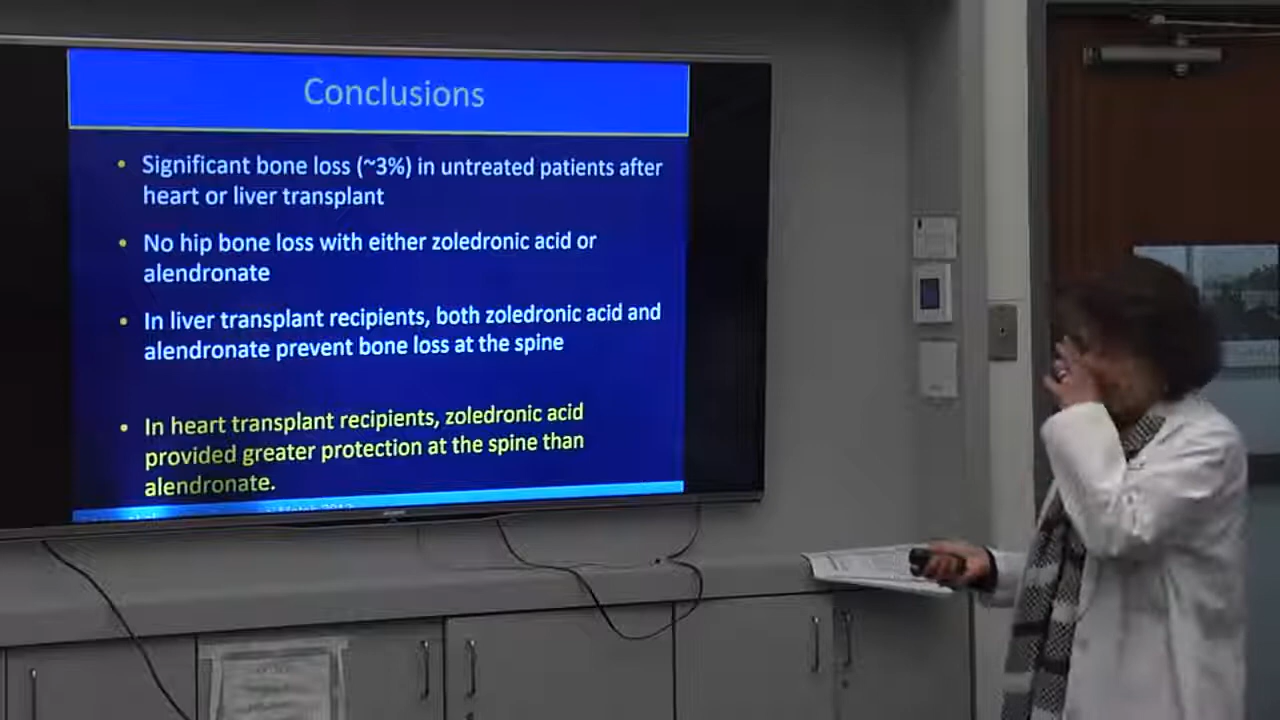 Conclusions
• Significant bone loss (~3%) in untreated patients after
heart or liver transplant
• No hip bone loss with either zoledronic acid or
alendronate
• In liver transplant recipients, both zoledronic acid and
alendronate prevent bone loss at the spine
• In heart transplant recipients, zoledronic acid
provided greater protection at the spine than
alendronate.